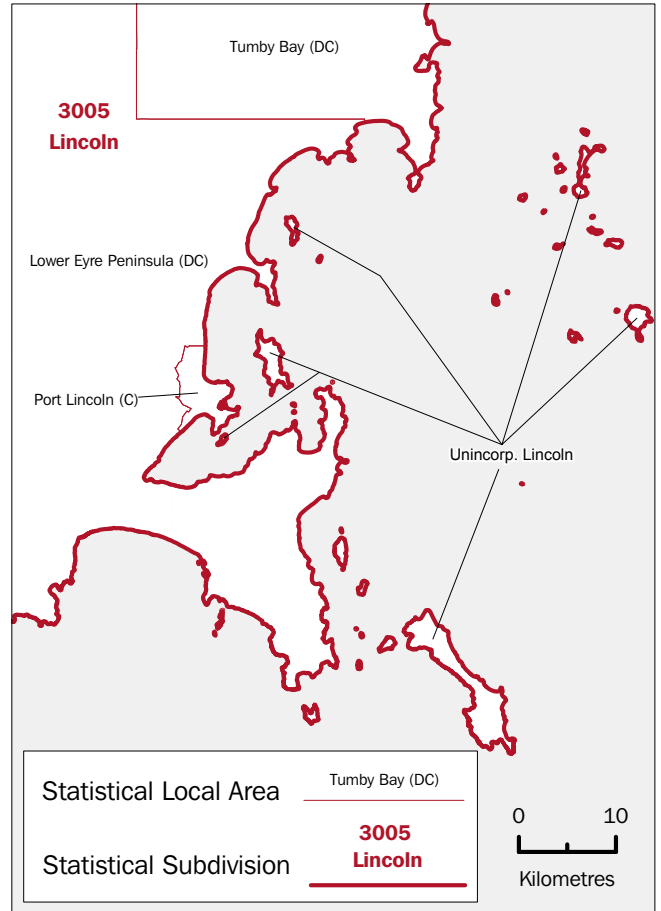 Tumby Bay (DC)
3005
Lincoln
Lower Eyre Peninsula (DC)
Port Lincoln (C)
Unincorp. Lincoln
Statistical Local Area
Tumby Bay (DC)
Statistical Subdivision
3005
Lincoln
0 10
Kilometres